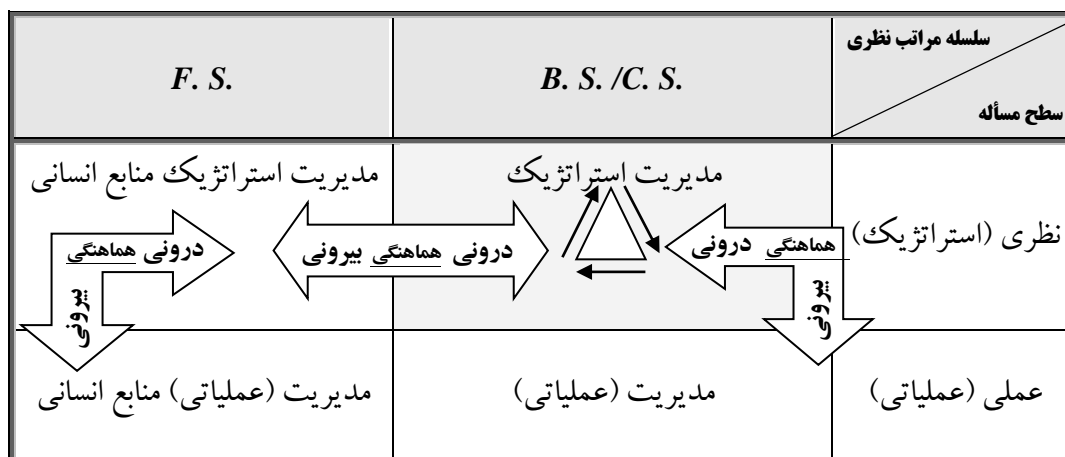 سلسله مراتب نظری
سطح مسأله
B. S. /C. S.
F. S.
نظری (استراتژیک)
مدیریت استراتژیک
مدیریت استراتژیک منابع انسانی
هماهنگی درونی
بیرونی
درونی هماهنگی بیرونی
درونی هماهنگی
بیرونی
عملی (عملیاتی)
مدیریت (عملیاتی)
مدیریت (عملیاتی) منابع انسانی